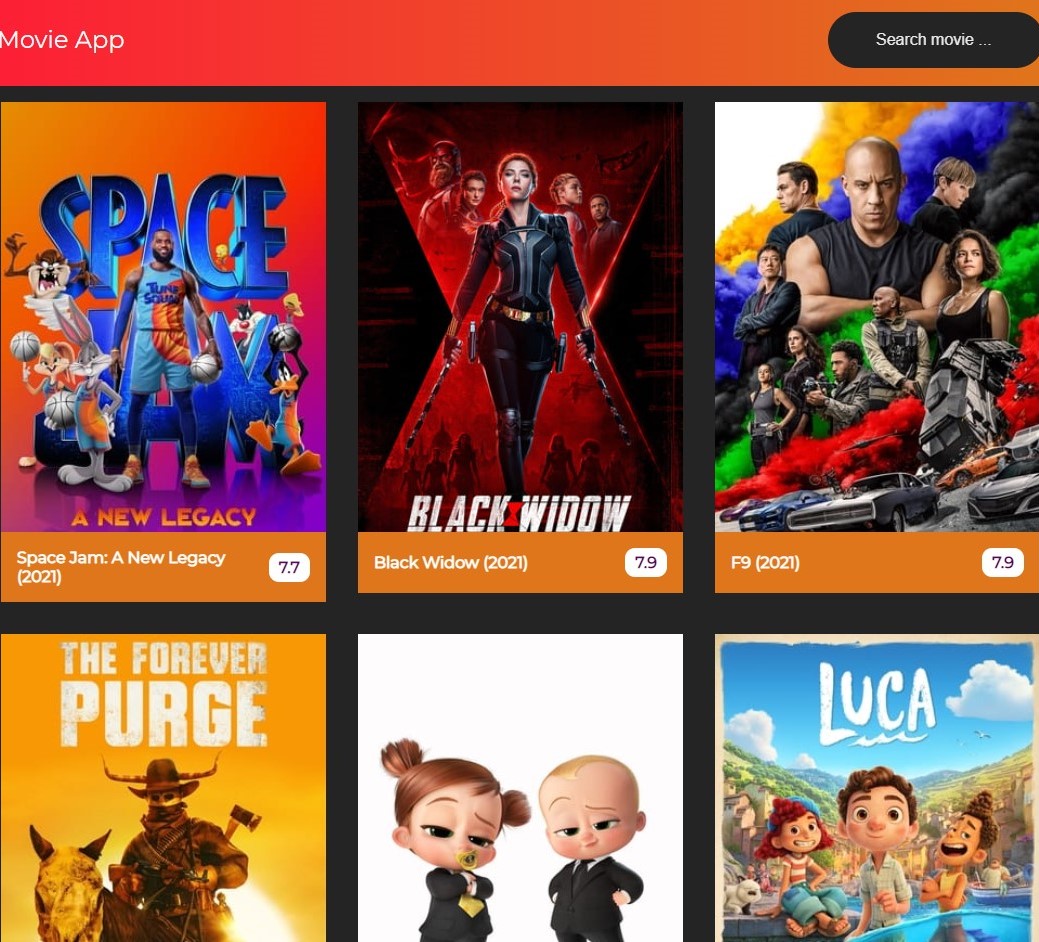 Movie App
Search movie ...
SPACE
JAM
TUNE
SQUAD
A NEW LEGACY
BLACK WIDOW
Space Jam: A New Legacy
(2021)
7.7
Black Widow (2021)
7.9
F9 (2021)
7.9
THE FOREVER
PURGE
LUCA